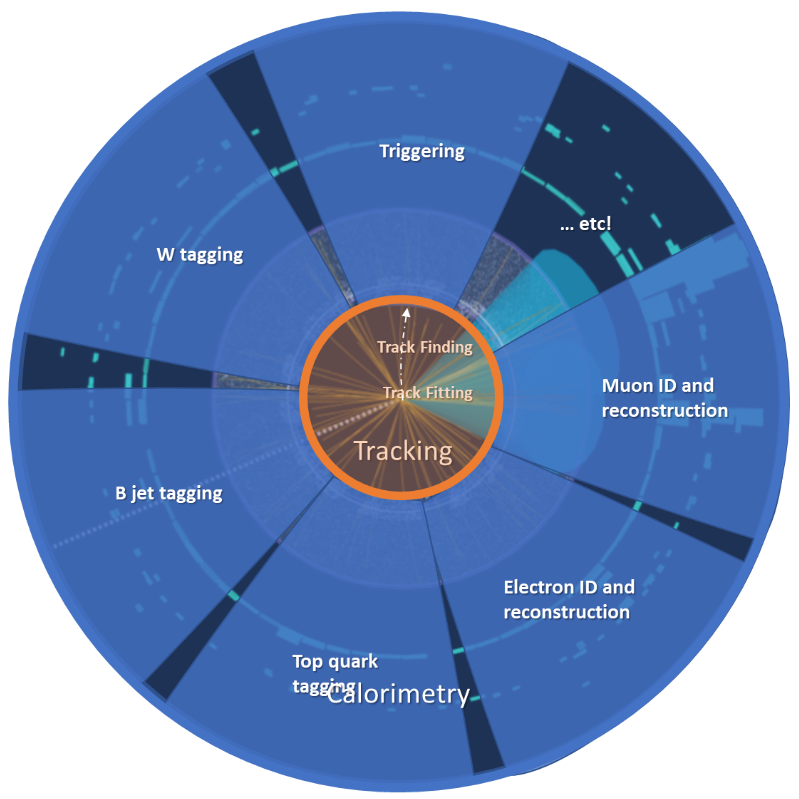 Triggering
... etc!
W tagging
Track Finding
Muon ID and
reconstruction
Track Fitting
Tracking
B jet tagging
Electron ID and
reconstruction
Top quark
tagging
Calorimetry